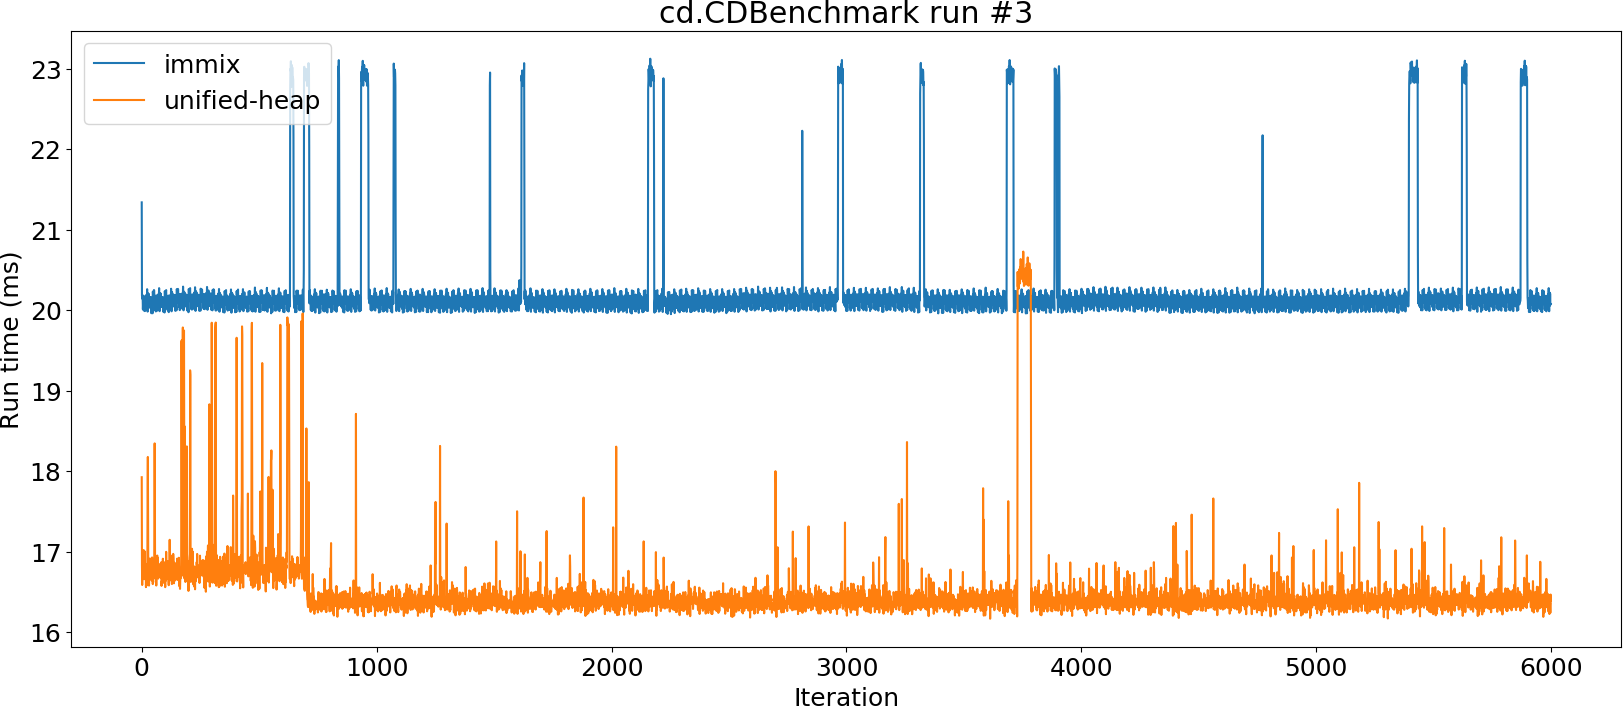 cd.CDBenchmark run #3
immix
unified-heap
Run time (ms)
23
22
21
20
19
18
17
16
0 1000 2000 3000 4000 5000 6000
Iteration